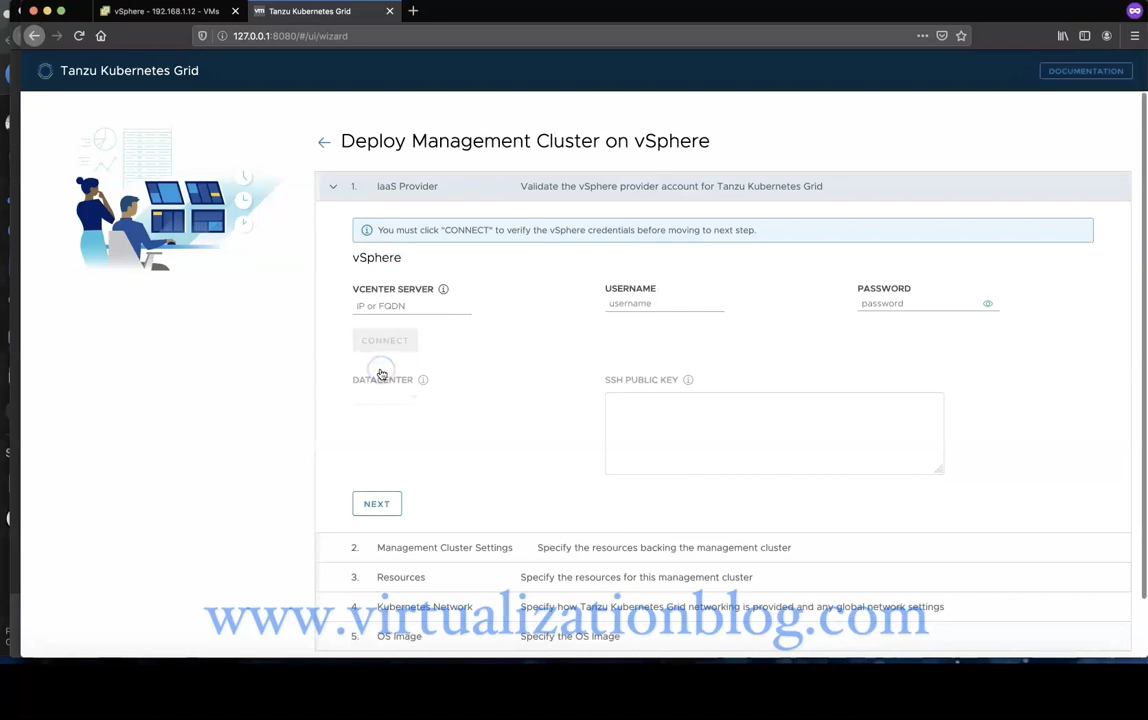 vSphere - 192.168.1.12 - VMs
vm Tanzu Kubernetes Grid
127.0.0.1:8080/#/ui/wizard
Tanzu Kubernetes Grid
DOCUMENTATION
Deploy Management Cluster on vSphere
1. IaaS Provider Validate the vSphere provider account for Tanzu Kubernetes Grid
You must click "CONNECT" to verify the vSphere credentials before moving to next step.
vSphere
VCENTER SERVER USERNAME PASSWORD
IP or FQDN username password
CONNECT
DATACENTER SSH PUBLIC KEY
NEXT
2. Management Cluster Settings Specify the resources backing the management cluster
3. Resources Specify the resources for this management cluster
4. Kubernetes Network Specify how Tanzu Kubernetes Grid networking is provided and any global network settings
www.virtualizationblog.com
5. OS Image Specify the OS Image